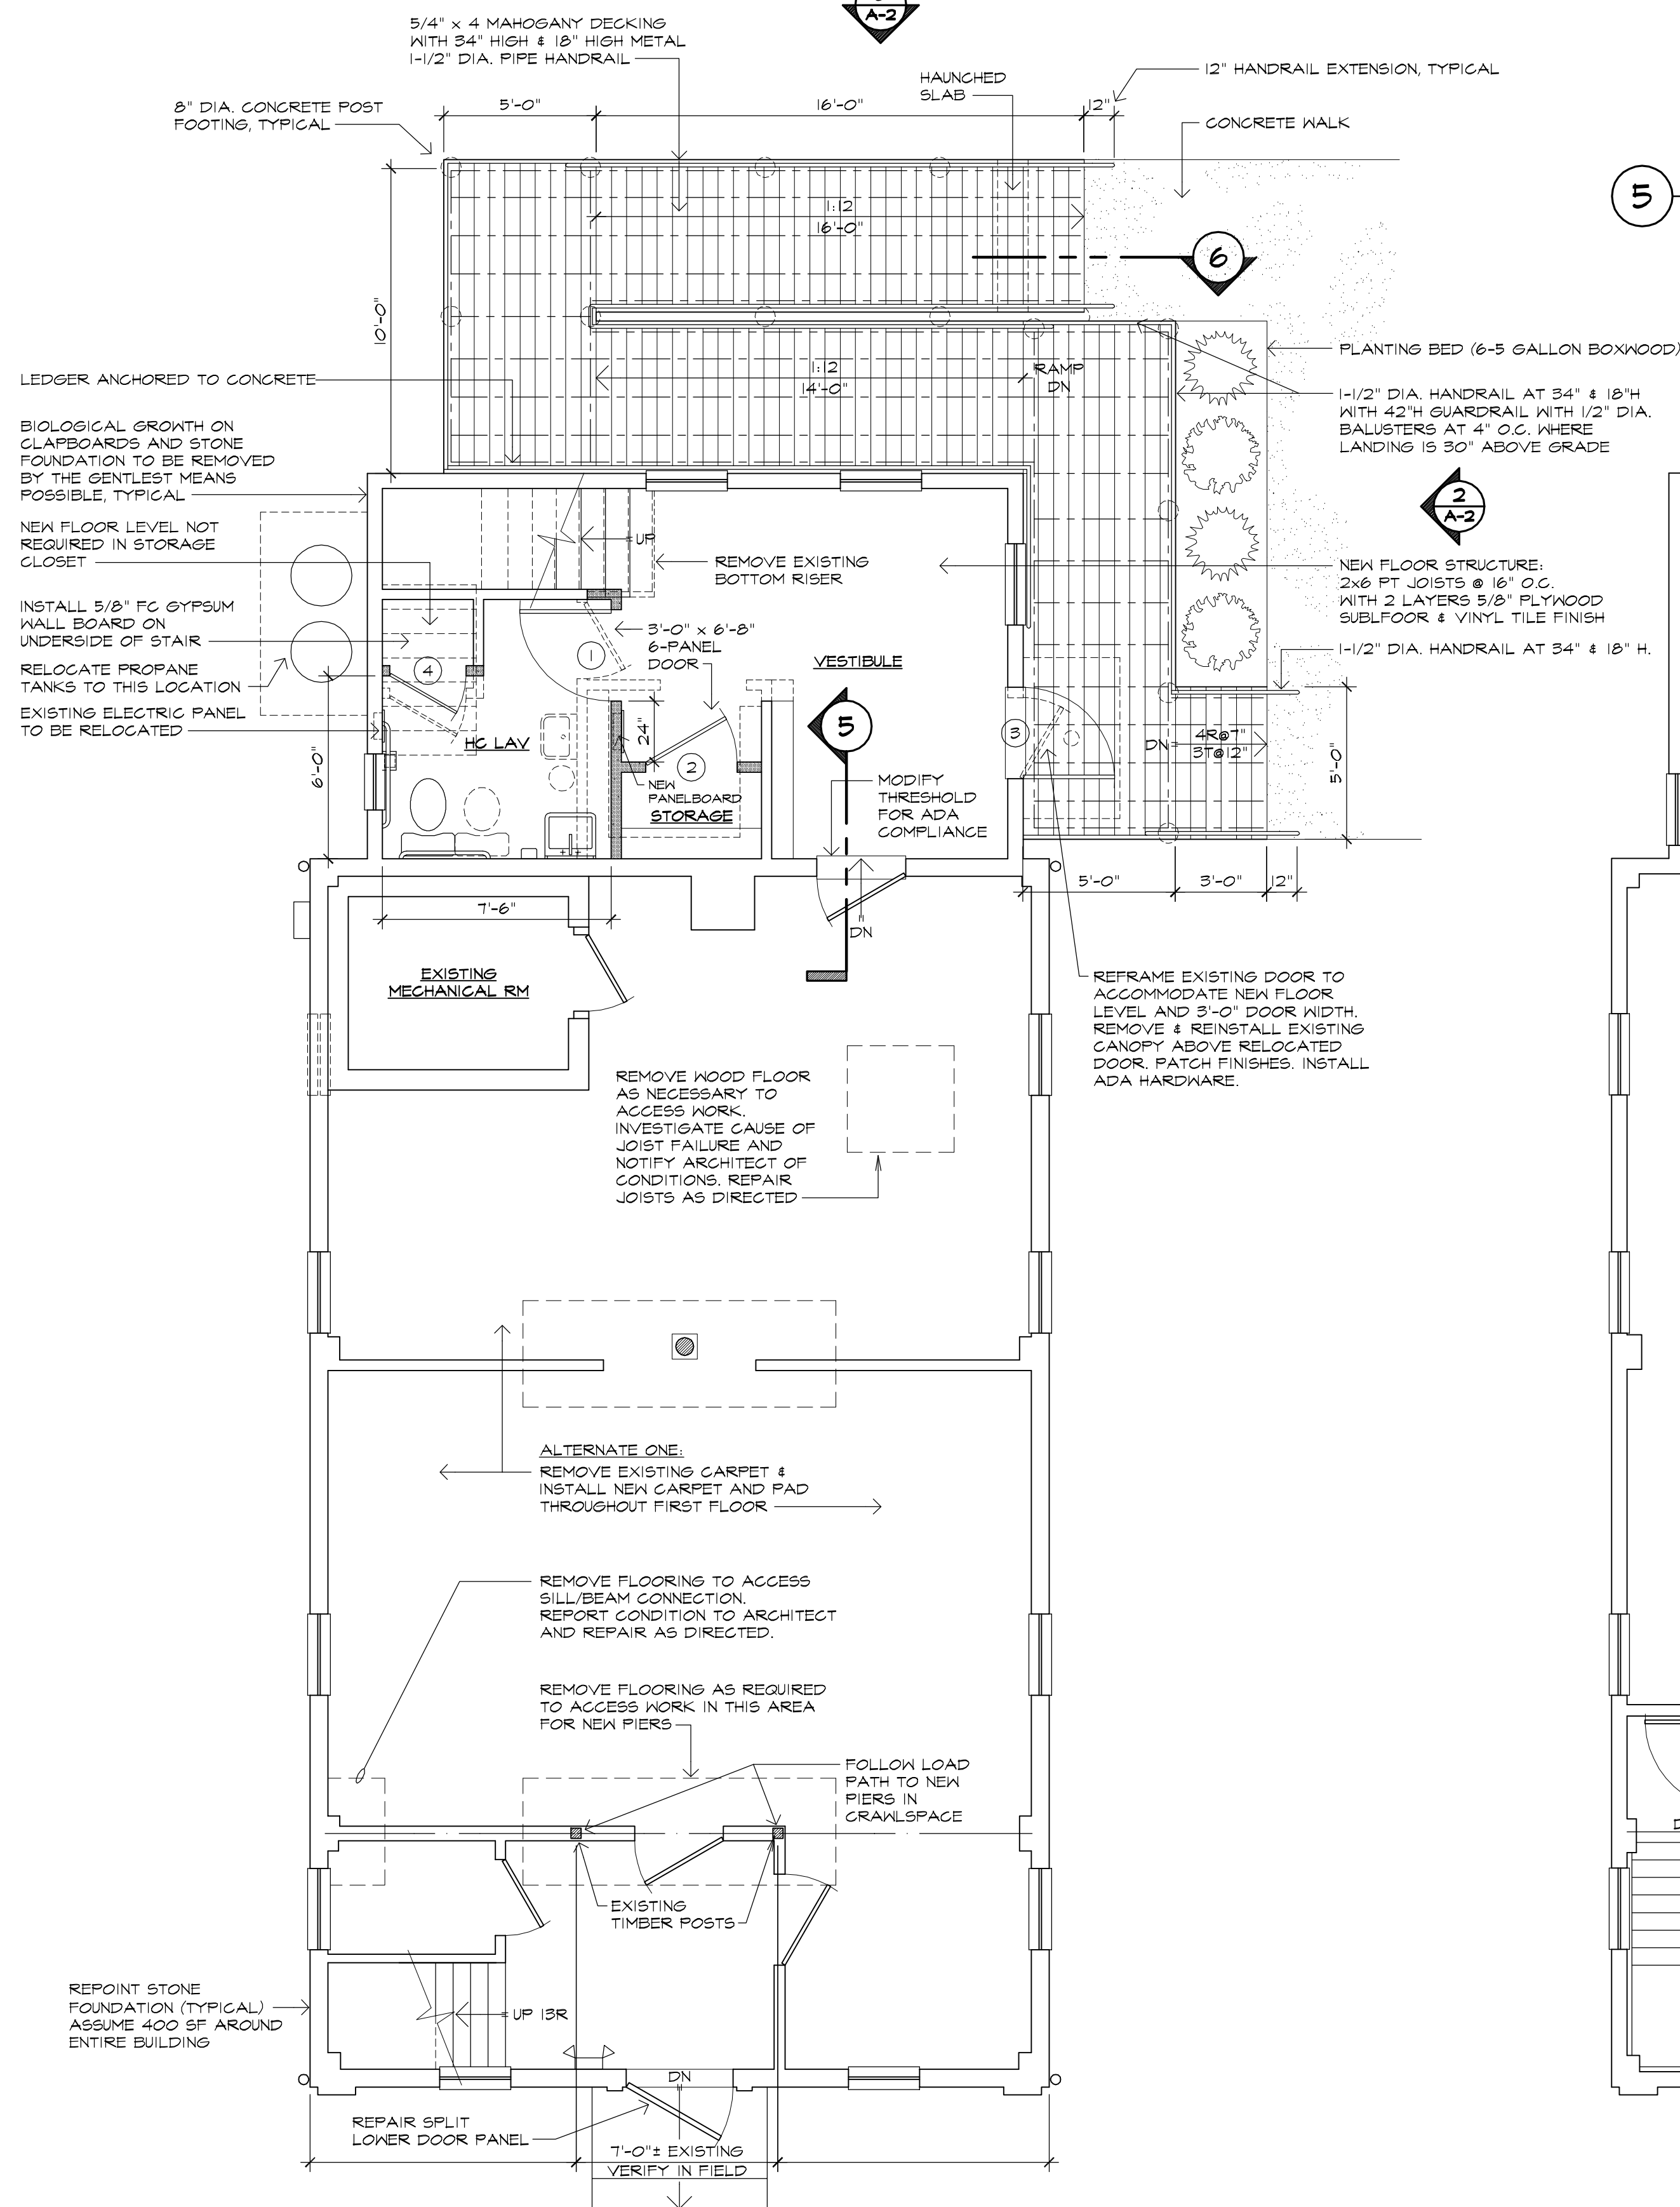 A-2
5/4" x 4 MAHOGANY DECKING
WITH 34" HIGH & 18" HIGH METAL
1-1/2" DIA. PIPE HANDRAIL
HAUNCHED
SLAB
12" HANDRAIL EXTENSION, TYPICAL
8" DIA. CONCRETE POST
FOOTING, TYPICAL
5'-0"
16'-0"
12"
CONCRETE WALK
5
1:12
16'-0"
6
10'-0"
PLANTING BED (6-5 GALLON BOXWOOD)
LEDGER ANCHORED TO CONCRETE
1:12
14'-0"
RAMP
DN
1-1/2" DIA. HANDRAIL AT 34" & 18"H
WITH 42"H GUARDRAIL WITH 1/2" DIA.
BALUSTERS AT 4" O.C. WHERE
LANDING IS 30" ABOVE GRADE
BIOLOGICAL GROWTH ON
CLAPBOARDS AND STONE
FOUNDATION TO BE REMOVED
BY THE GENTLEST MEANS
POSSIBLE, TYPICAL
2
A-2
NEW FLOOR LEVEL NOT
REQUIRED IN STORAGE
CLOSET
UP
REMOVE EXISTING
BOTTOM RISER
NEW FLOOR STRUCTURE:
2x6 PT JOISTS @ 16" O.C.
WITH 2 LAYERS 5/8" PLYWOOD
SUBLFOOR & VINYL TILE FINISH
INSTALL 5/8" FC GYPSUM
WALL BOARD ON
UNDERSIDE OF STAIR
3'-0" x 6'-8"
6-PANEL
DOOR
1
4
VESTIBULE
1-1/2" DIA. HANDRAIL AT 34" & 18" H.
RELOCATE PROPANE
TANKS TO THIS LOCATION
EXISTING ELECTRIC PANEL
TO BE RELOCATED
HC LAV
24"
5
3
DN
4R@7"
3T@12"
6'-0"
2
5'-0"
NEW
PANELBOARD
STORAGE
MODIFY
THRESHOLD
FOR ADA
COMPLIANCE
5'-0"
3'-0"
12"
7'-6"
DN
EXISTING
MECHANICAL RM
REFRAME EXISTING DOOR TO
ACCOMMODATE NEW FLOOR
LEVEL AND 3'-0" DOOR WIDTH.
REMOVE & REINSTALL EXISTING
CANOPY ABOVE RELOCATED
DOOR. PATCH FINISHES. INSTALL
ADA HARDWARE.
REMOVE WOOD FLOOR
AS NECESSARY TO
ACCESS WORK.
INVESTIGATE CAUSE OF
JOIST FAILURE AND
NOTIFY ARCHITECT OF
CONDITIONS. REPAIR
JOISTS AS DIRECTED
ALTERNATE ONE:
REMOVE EXISTING CARPET &
INSTALL NEW CARPET AND PAD
THROUGHOUT FIRST FLOOR
REMOVE FLOORING TO ACCESS
SILL/BEAM CONNECTION.
REPORT CONDITION TO ARCHITECT
AND REPAIR AS DIRECTED.
REMOVE FLOORING AS REQUIRED
TO ACCESS WORK IN THIS AREA
FOR NEW PIERS
FOLLOW LOAD
PATH TO NEW
PIERS IN
CRAWLSPACE
EXISTING
TIMBER POSTS
REPOINT STONE
FOUNDATION (TYPICAL)
ASSUME 400 SF AROUND
ENTIRE BUILDING
UP 13R
DN
REPAIR SPLIT
LOWER DOOR PANEL
7'-0"± EXISTING
VERIFY IN FIELD